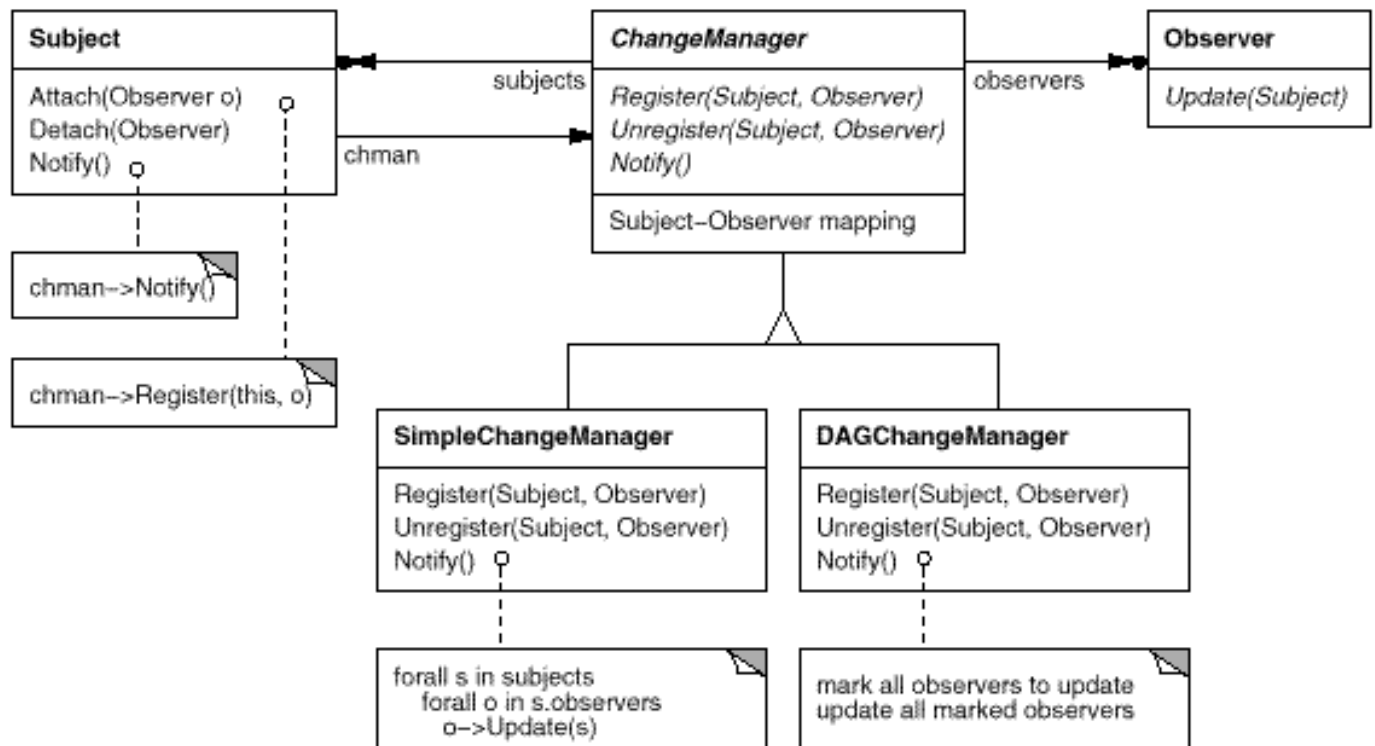 Subject
Attach(Observer o)
Detach(Observer)
Notify()
chman->Notify()
chman->Register(this, o)
subjects
chman
ChangeManager
Register(Subject, Observer)
Unregister(Subject, Observer)
Notify()
Subject-Observer mapping
observers
Observer
Update(Subject)
SimpleChangeManager
Register(Subject, Observer)
Unregister(Subject, Observer)
Notify()
forall s in subjects
forall o in s.observers
o->Update(s)
DAGChangeManager
Register(Subject, Observer)
Unregister(Subject, Observer)
Notify()
mark all observers to update
update all marked observers